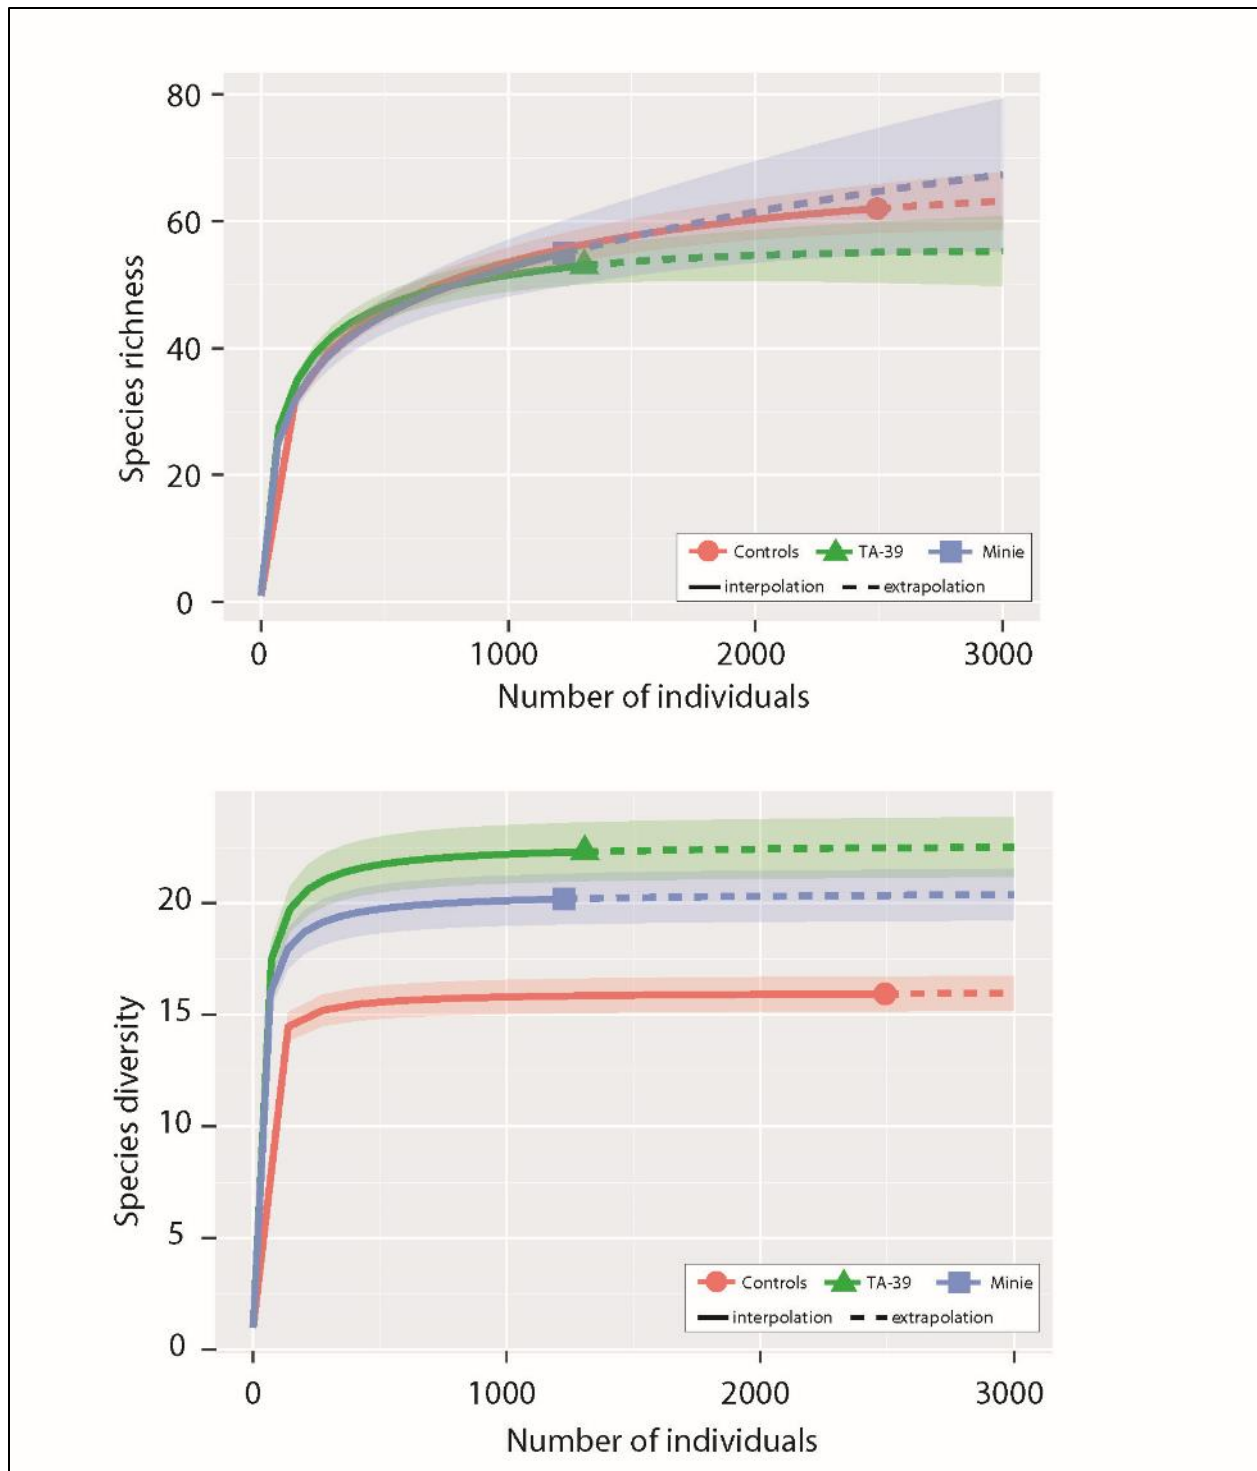 80
60
40
20
0
Species richness
Controls TA-39 Minie
interpolation extrapolation
0 1000 2000 3000
Number of individuals
20
15
10
5
0
Species diversity
Controls TA-39 Minie
interpolation extrapolation
0 1000 2000 3000
Number of individuals